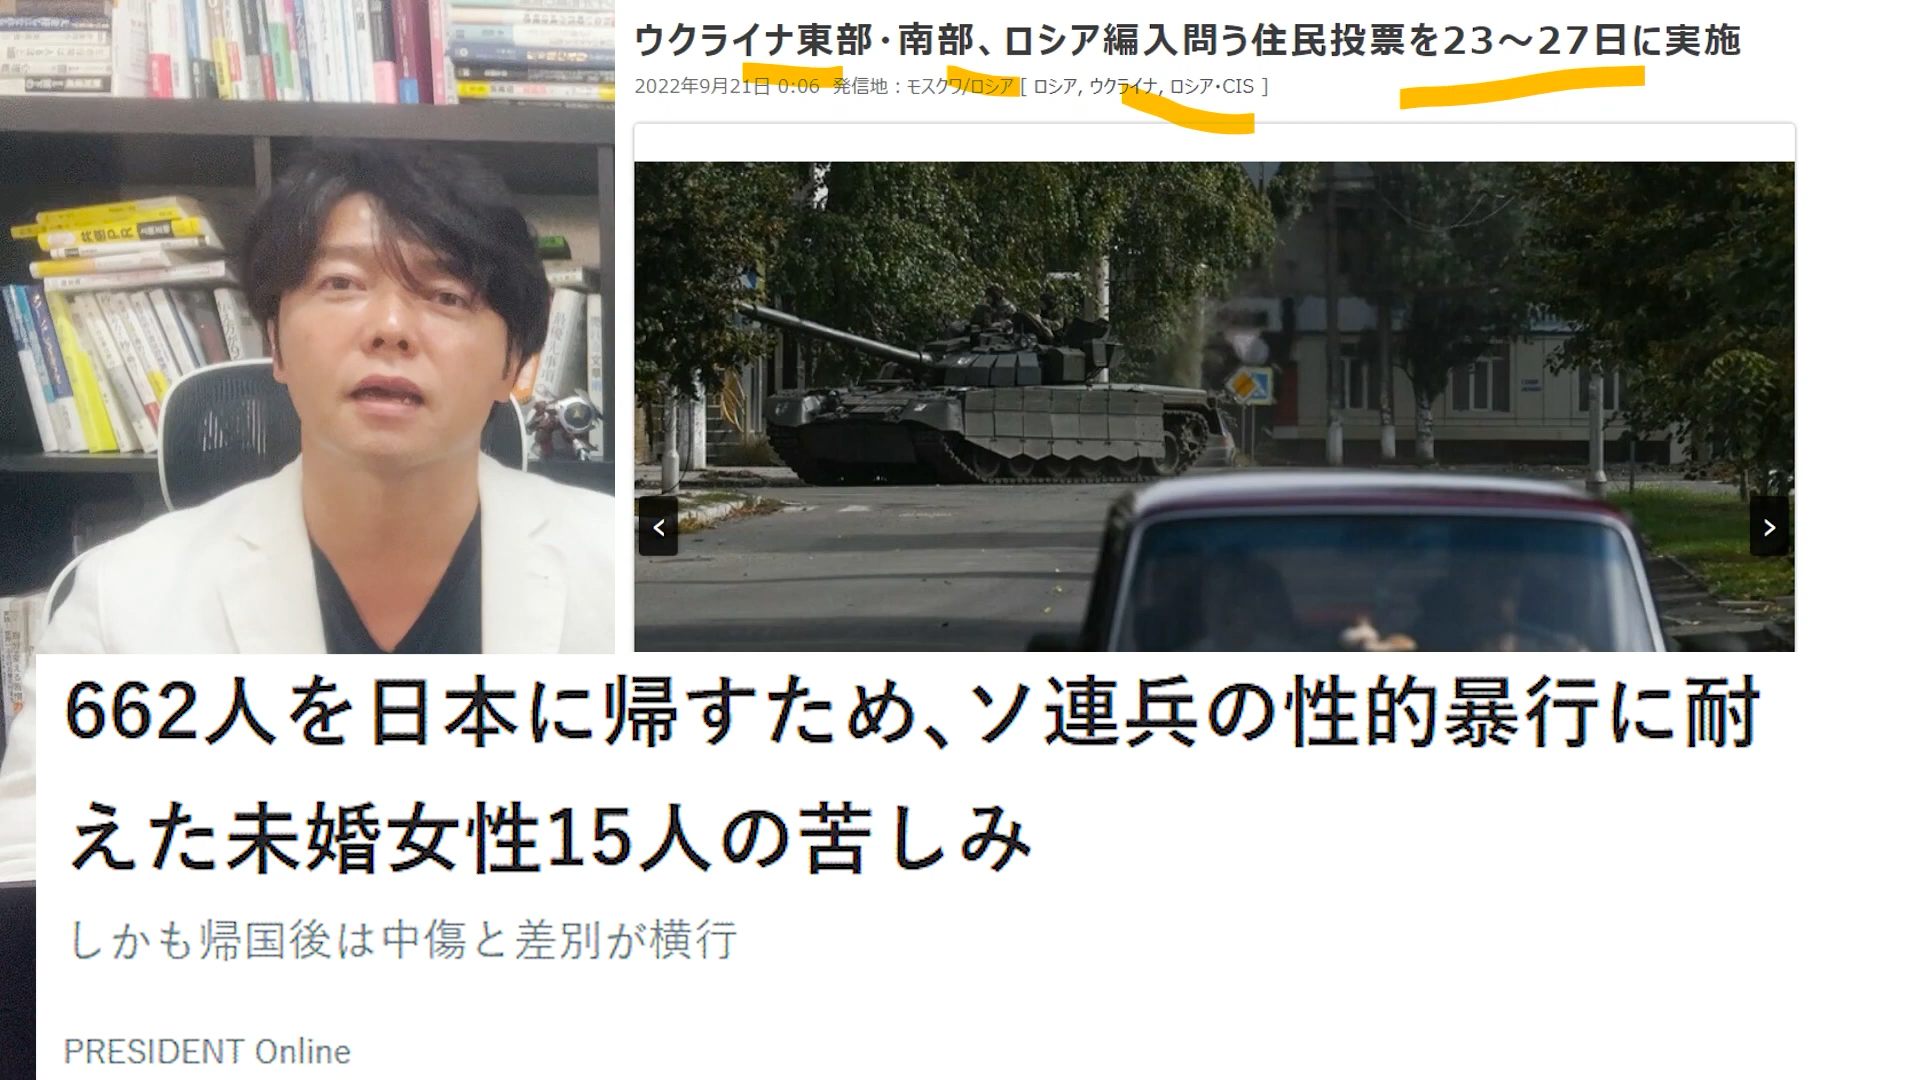 ウクライナ東部・南部、ロシア編入問う住民投票を23～27日に実施
2022年9月21日 0:06 発信地：モスクワ/ロシア [ ロシア, ウクライナ, ロシア・CIS ]
共感PR
662人を日本に帰すため、ソ連兵の性的暴行に耐
えた未婚女性15人の苦しみ
しかも帰国後は中傷と差別が横行
PRESIDENT Online